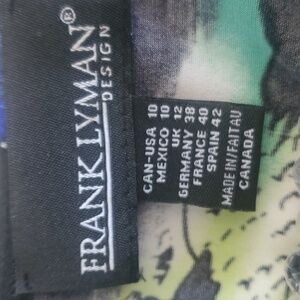 FRANK LYMAN®
DESIGN
CAN-USA 10
MEXICO 10
UK 12
GERMANY 38
FRANCE 40
SPAIN 42
MADE IN/FAIT AU
CANADA